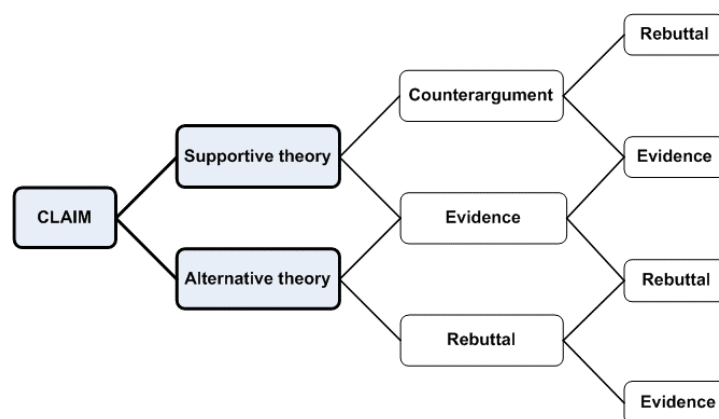 Rebuttal
Counterargument
Supportive theory
Evidence
CLAIM
Evidence
Alternative theory
Rebuttal
Rebuttal
Evidence